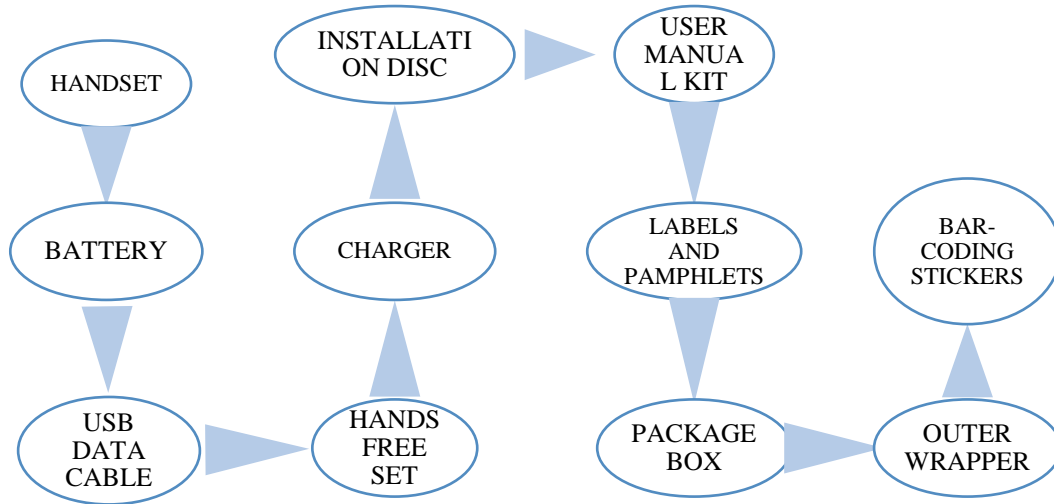 HANDSET
BATTERY
USB
DATA
CABLE
HANDS
FREE
SET
CHARGER
INSTALLATI
ON DISC
USER
MANUA
L KIT
LABELS
AND
PAMPHLETS
PACKAGE
BOX
OUTER
WRAPPER
BAR-
CODING
STICKERS